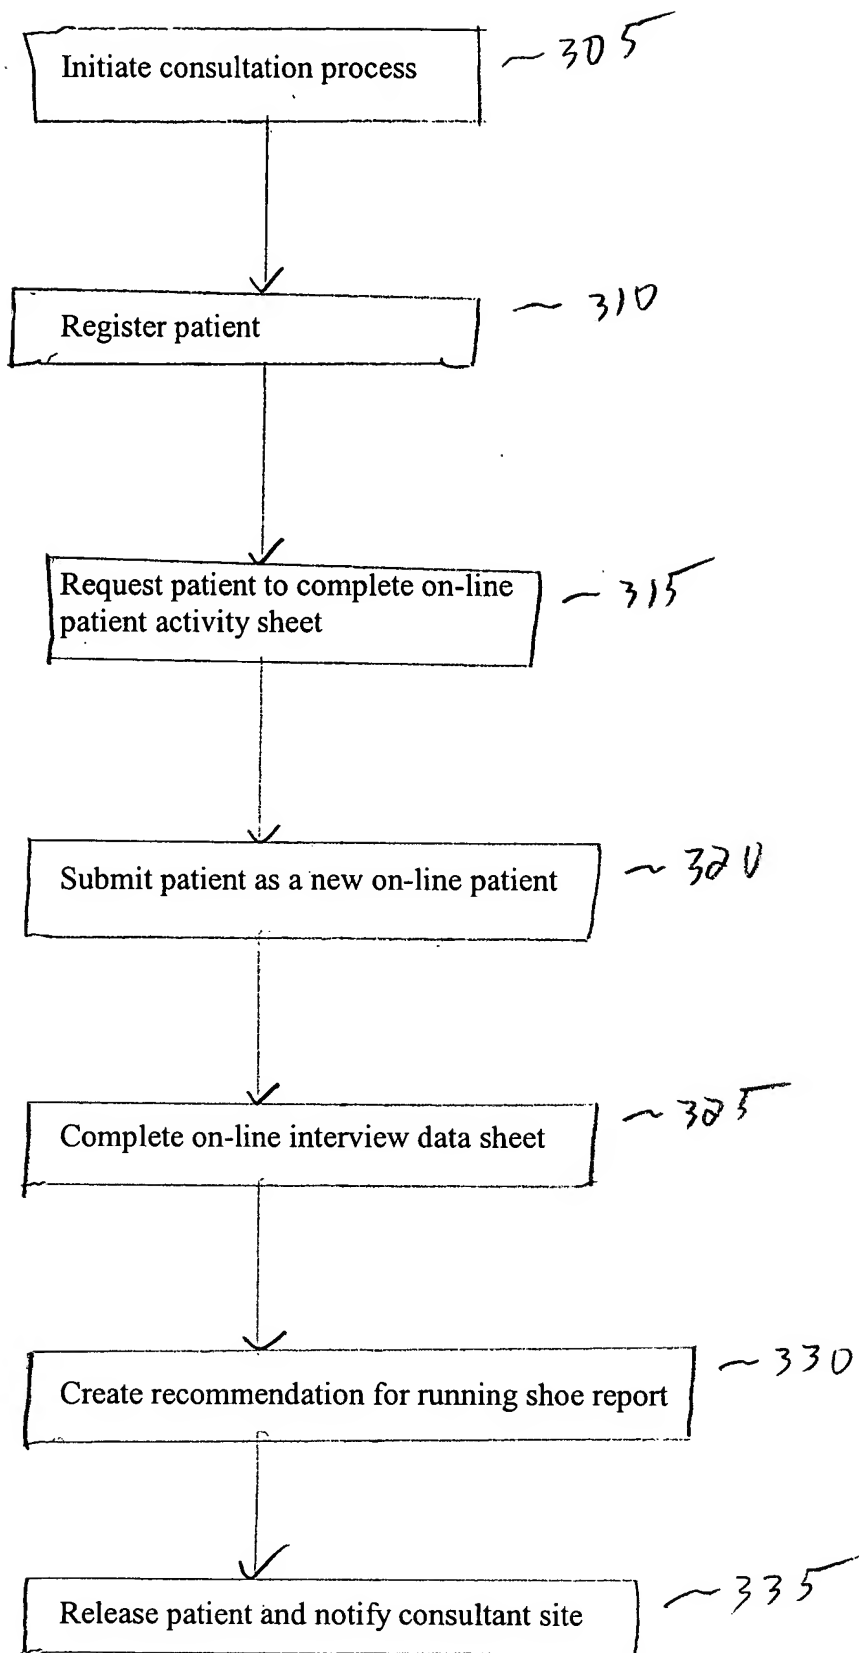 Initiate consultation process ~305
Register patient ~310
Request patient to complete on-line ~315
patient activity sheet
Submit patient as a new on-line patient ~320
Complete on-line interview data sheet ~325
Create recommendation for running shoe report ~330
Release patient and notify consultant site ~335